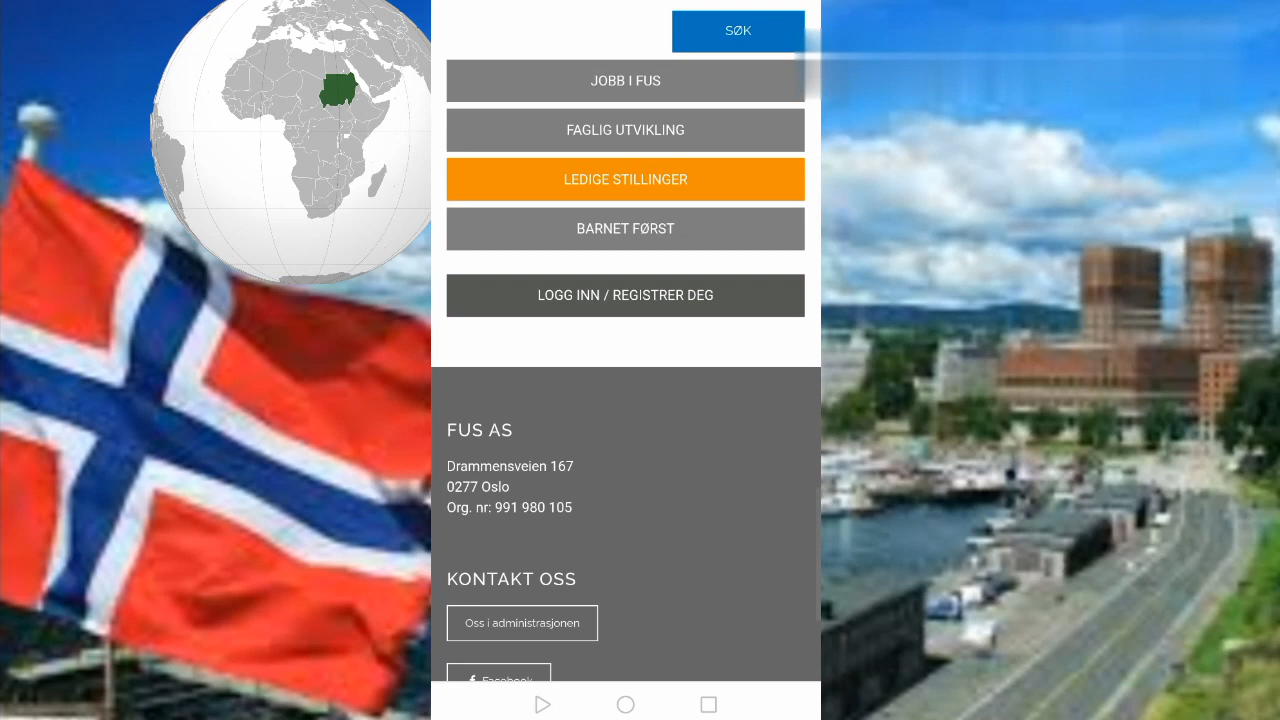 SØK
JOBB I FUS
FAGLIG UTVIKLING
LEDIGE STILLINGER
BARNET FØRST
LOGG INN / REGISTRER DEG
FUS AS
Drammensveien 167
0277 Oslo
Org. nr: 991 980 105
KONTAKT OSS
Oss i administrasjonen
Facebook